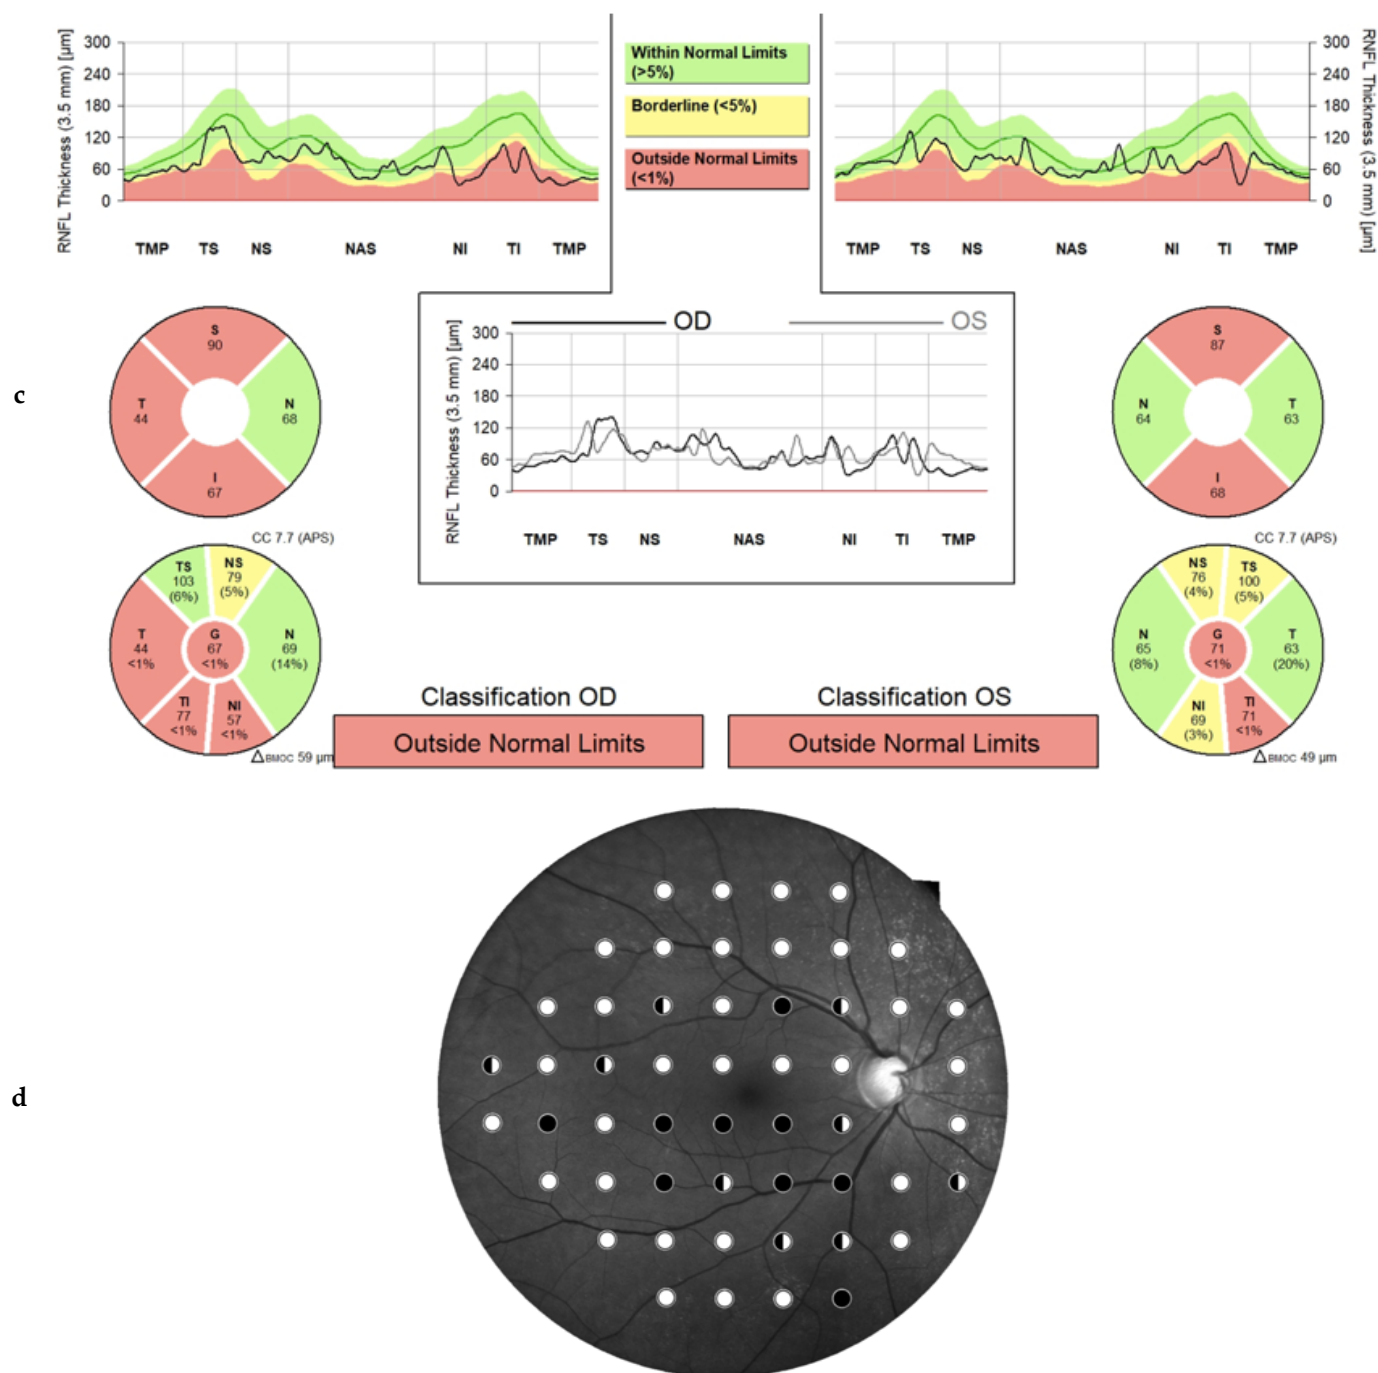 RNFL Thickness (3.5 mm) [µm]
300
240
180
120
60
0
TMP TS NS NAS NI TI TMP
Within Normal Limits
(>5%)
Borderline (<5%)
Outside Normal Limits
(<1%)
300
240
180
120
60
0
RNFL Thickness (3.5 mm) [µm]
TMP TS NS NAS NI TI TMP
c
S
90
T
44
N
68
I
67
OD
OS
RNFL Thickness (3.5 mm) [µm]
300
240
180
120
60
0
TMP TS NS NAS NI TI TMP
S
87
N
64
T
63
I
68
CC 7.7 (APS)
TS
103
(6%)
NS
79
(5%)
T
44
<1%
G
67
<1%
N
69
(14%)
TI
77
<1%
NI
57
<1%
ΔBMOC 59 µm
Classification OD
Outside Normal Limits
Classification OS
Outside Normal Limits
CC 7.7 (APS)
NS
76
(4%)
TS
100
(5%)
N
65
(8%)
G
71
<1%
T
63
(20%)
NI
69
(3%)
TI
71
<1%
ΔBMOC 49 µm
d